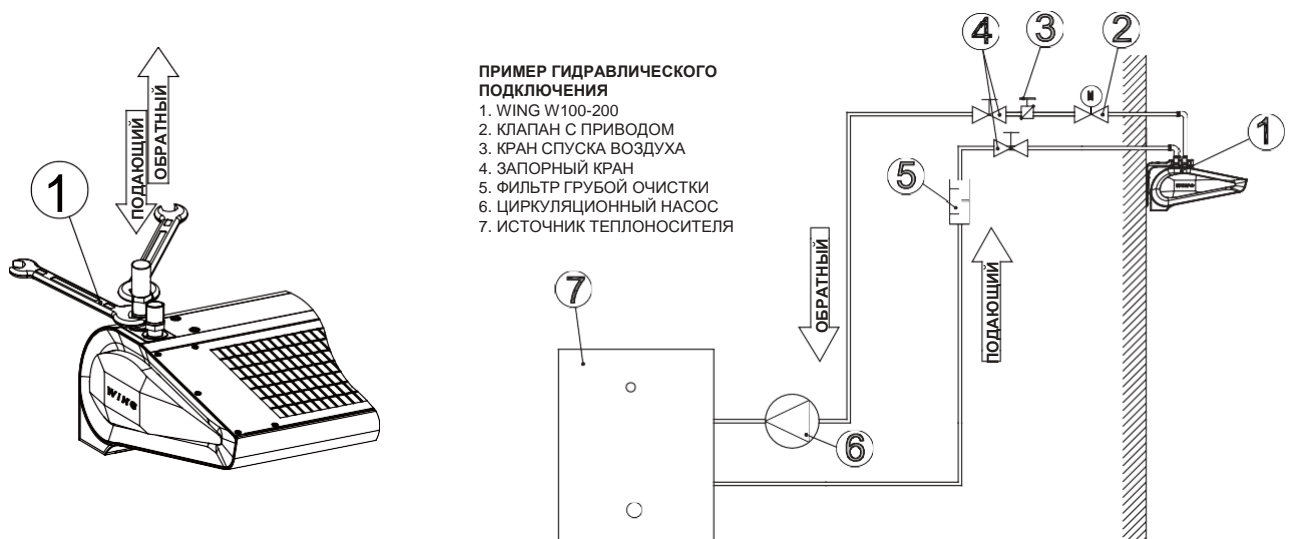 ПОДАЮЩИЙ
ОБРАТНЫЙ
1
WING
ПРИМЕР ГИДРАВЛИЧЕСКОГО
ПОДКЛЮЧЕНИЯ
1. WING W100-200
2. КЛАПАН С ПРИВОДОМ
3. КРАН СПУСКА ВОЗДУХА
4. ЗАПОРНЫЙ КРАН
5. ФИЛЬТР ГРУБОЙ ОЧИСТКИ
6. ЦИРКУЛЯЦИОННЫЙ НАСОС
7. ИСТОЧНИК ТЕПЛОНОСИТЕЛЯ
4
3
2
M
1
WING
5
ОБРАТНЫЙ
ПОДАЮЩИЙ
7
6